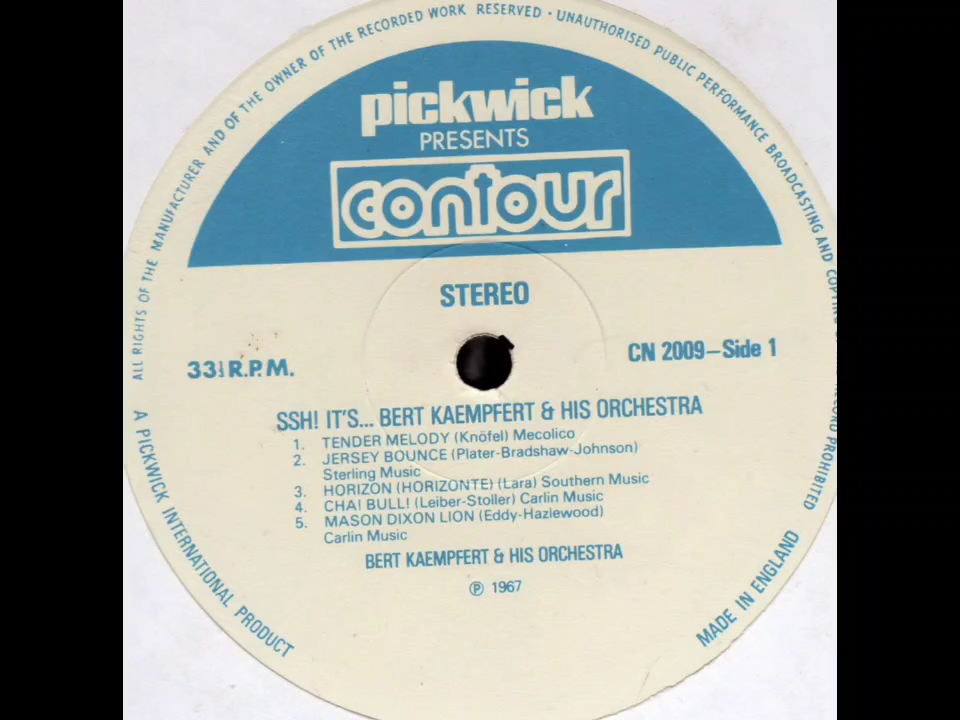 ALL RIGHTS OF THE MANUFACTURER AND OF THE OWNER OF THE RECORDED WORK RESERVED · UNAUTHORISED PUBLIC PERFORMANCE BROADCASTING AND RECORD PROHIBITED
pickwick
PRESENTS
contour
STEREO
33⅓ R.P.M.
CN 2009–Side 1
SSH! IT'S... BERT KAEMPFERT & HIS ORCHESTRA
1. TENDER MELODY (Knöfel) Mecolico
2. JERSEY BOUNCE (Plater-Bradshaw-Johnson)
Sterling Music
3. HORIZON (HORIZONTE) (Lara) Southern Music
4. CHA! BULL! (Leiber-Stoller) Carlin Music
5. MASON DIXON LION (Eddy-Hazlewood)
Carlin Music
BERT KAEMPFERT & HIS ORCHESTRA
℗ 1967
A PICKWICK INTERNATIONAL PRODUCT
MADE IN ENGLAND